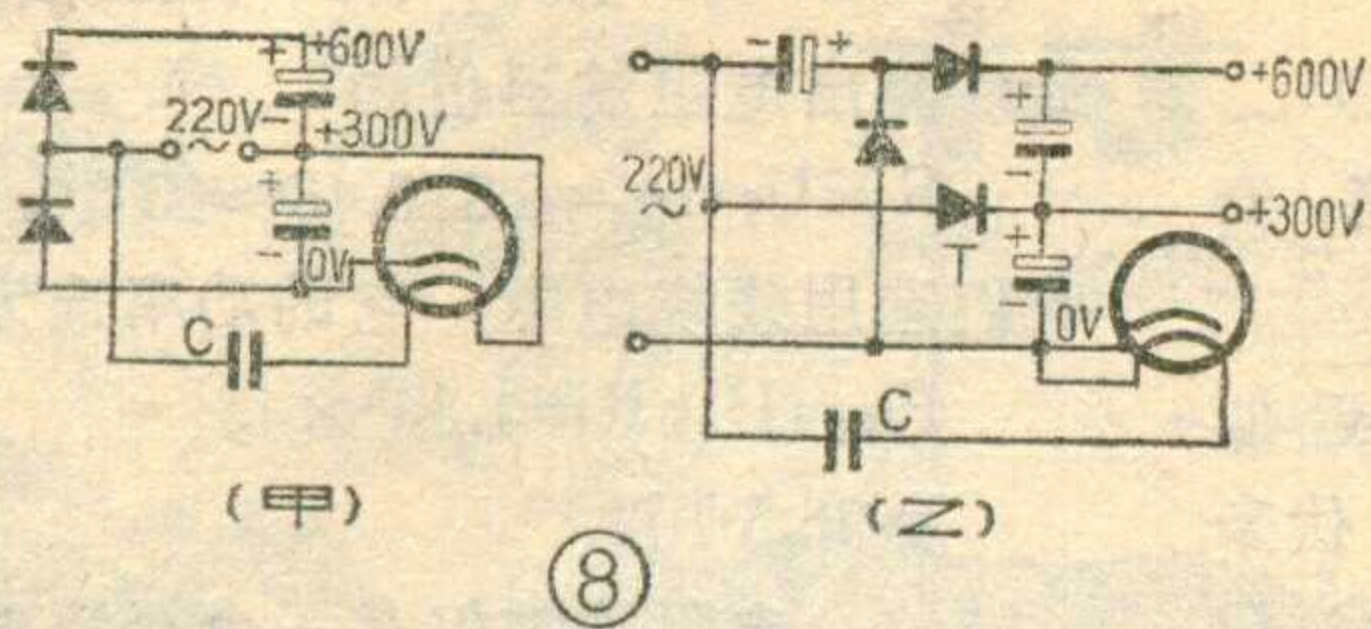 +600V
220V
~
+300V
0V
C
(甲)
+600V
220V
~
+300V
T
0V
C
(乙)
⑧